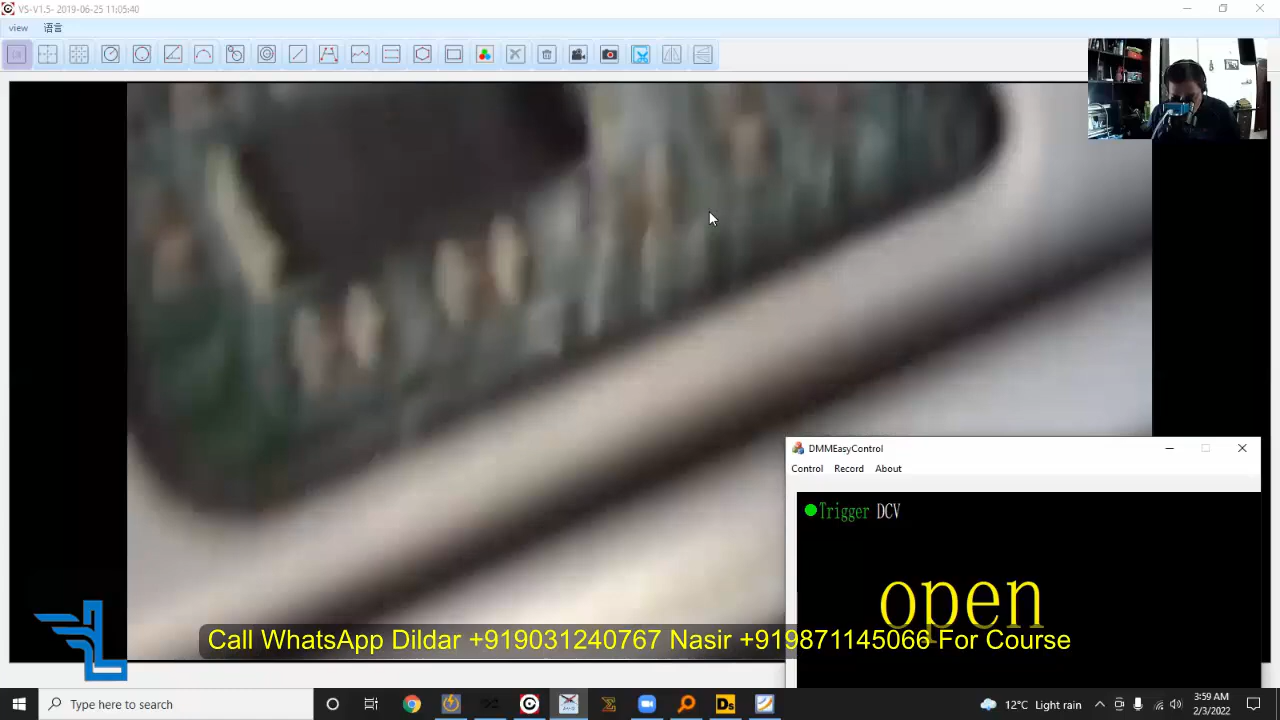 VS-V1.5- 2019-06-25 11:05:40
view 语言
DMMEasyControl
Control Record About
Trigger DCV
open
Call WhatsApp Dildar +919031240767 Nasir +919871145066 For Course
Type here to search
Ds
12°C Light rain
3:59 AM
2/3/2022